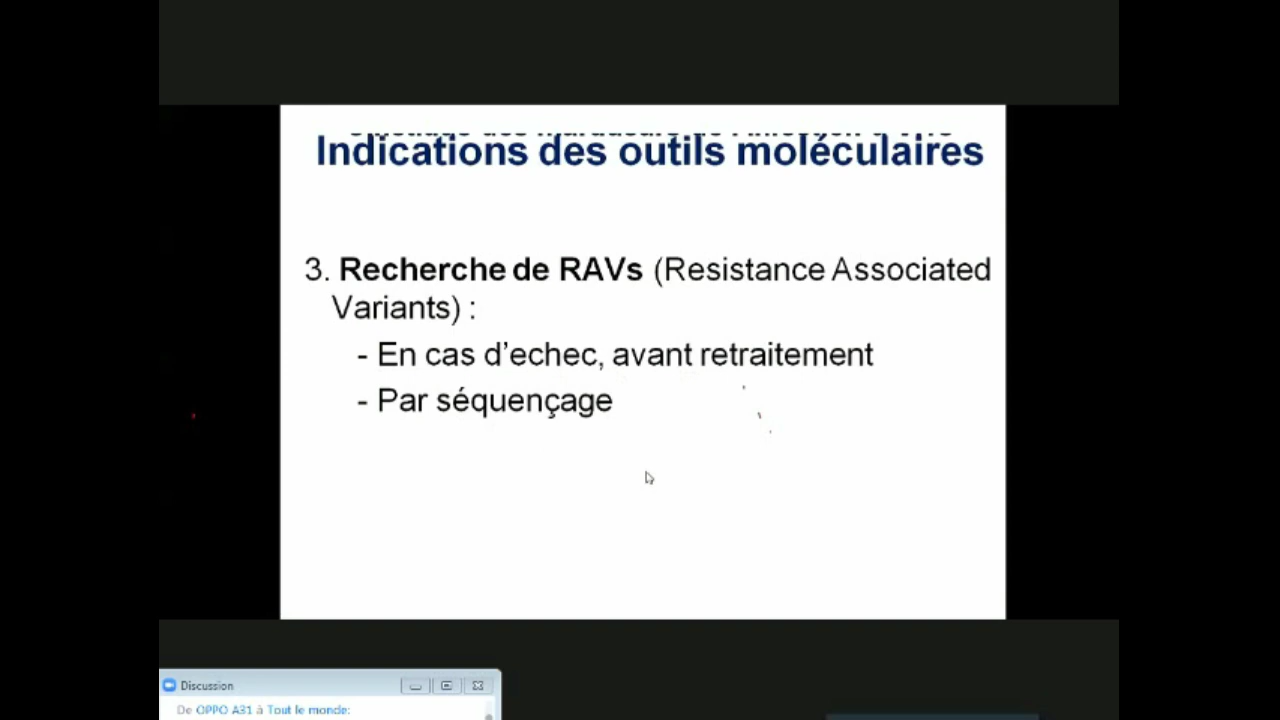 Indications des outils moléculaires
3. Recherche de RAVs (Resistance Associated
Variants) :
- En cas d'echec, avant retraitement
- Par séquençage
Discussion
De OPPO A31 à Tout le monde: